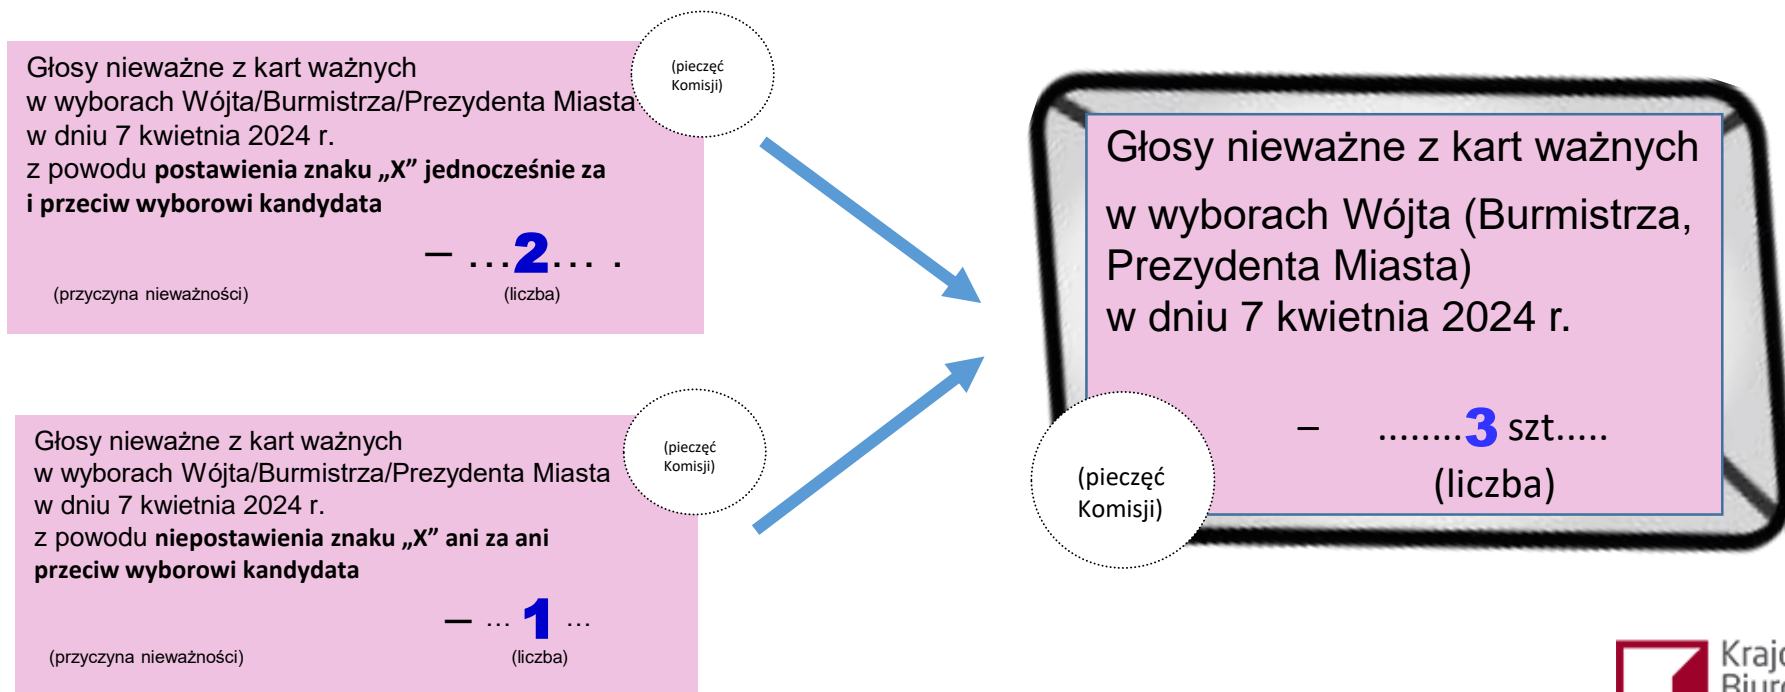 Głosy nieważne z kart ważnych
w wyborach Wójta/Burmistrza/Prezydenta Miasta
w dniu 7 kwietnia 2024 r.
z powodu postawienia znaku „X” jednocześnie za
i przeciw wyborowi kandydata
– ...2... .
(przyczyna nieważności) (liczba)
(pieczęć
Komisji)
Głosy nieważne z kart ważnych
w wyborach Wójta/Burmistrza/Prezydenta Miasta
w dniu 7 kwietnia 2024 r.
z powodu niepostawienia znaku „X” ani za ani
przeciw wyborowi kandydata
– ... 1 ...
(przyczyna nieważności) (liczba)
(pieczęć
Komisji)
Głosy nieważne z kart ważnych
w wyborach Wójta (Burmistrza,
Prezydenta Miasta)
w dniu 7 kwietnia 2024 r.
– ........3 szt.....
(liczba)
(pieczęć
Komisji)